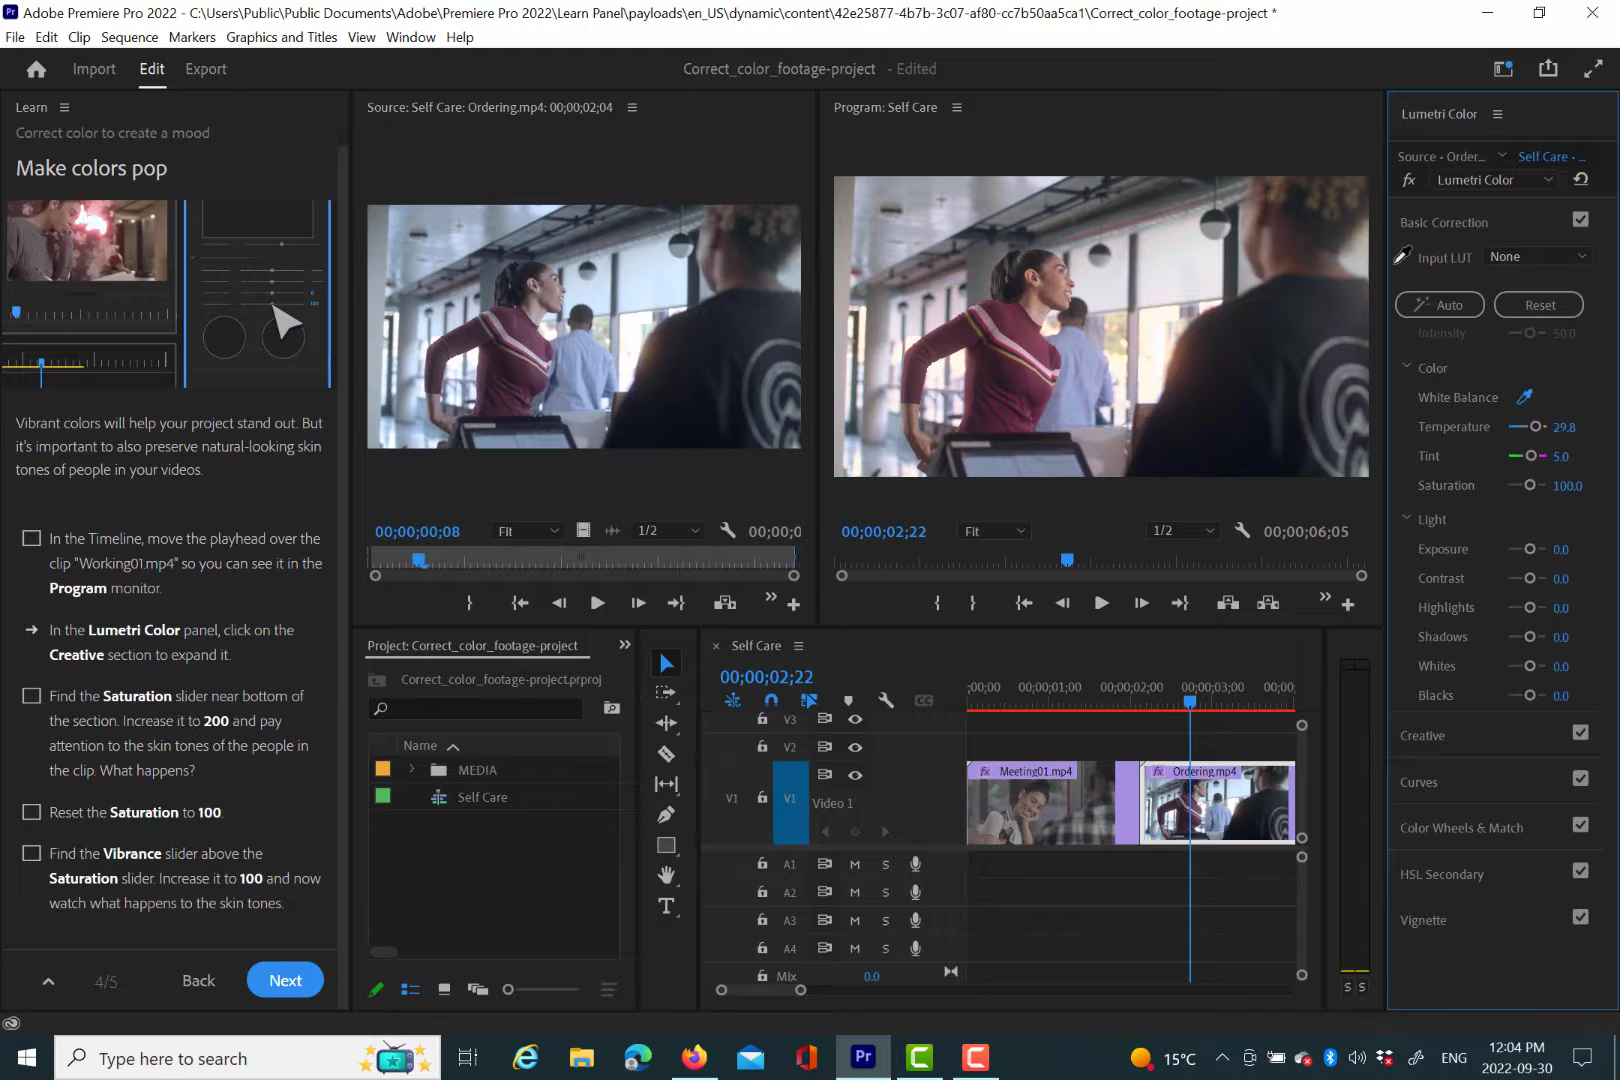 Adobe Premiere Pro 2022 - C:\Users\Public\Public Documents\Adobe\Premiere Pro 2022\Learn Panel\payloads\en_US\dynamic\content\42e25877-4b7b-3c07-af80-cc7b50aa5ca1\Correct_color_footage-project *
File Edit Clip Sequence Markers Graphics and Titles View Window Help
Import Edit Export
Correct_color_footage-project - Edited
Learn
Correct color to create a mood
Make colors pop
Vibrant colors will help your project stand out. But
it's important to also preserve natural-looking skin
tones of people in your videos.
In the Timeline, move the playhead over the
clip "Working01.mp4" so you can see it in the
Program monitor.
In the Lumetri Color panel, click on the
Creative section to expand it.
Find the Saturation slider near bottom of
the section. Increase it to 200 and pay
attention to the skin tones of the people in
the clip. What happens?
Reset the Saturation to 100.
Find the Vibrance slider above the
Saturation slider. Increase it to 100 and now
watch what happens to the skin tones.
4/5 Back Next
Source: Self Care: Ordering.mp4: 00;00;02;04
00;00;00;08 Fit 1/2 00;00;0
Program: Self Care
00;00;02;22 Fit 1/2 00;00;06;05
Project: Correct_color_footage-project
Correct_color_footage-project.prproj
Name
MEDIA
Self Care
Self Care
00;00;02;22
;00;00 00;00;01;00 00;00;02;00 00;00;03;00 00;00;
V3
V2
V1 V1 Video 1
fx Meeting01.mp4
fx Ordering.mp4
A1 M S
A2 M S
A3 M S
A4 M S
Mix 0.0
S S
Lumetri Color
Source • Order... Self Care • ...
fx Lumetri Color
Basic Correction
Input LUT None
Auto Reset
Intensity 50.0
Color
White Balance
Temperature 29.8
Tint 5.0
Saturation 100.0
Light
Exposure 0.0
Contrast 0.0
Highlights 0.0
Shadows 0.0
Whites 0.0
Blacks 0.0
Creative
Curves
Color Wheels & Match
HSL Secondary
Vignette
Type here to search
15°C ENG
12:04 PM
2022-09-30